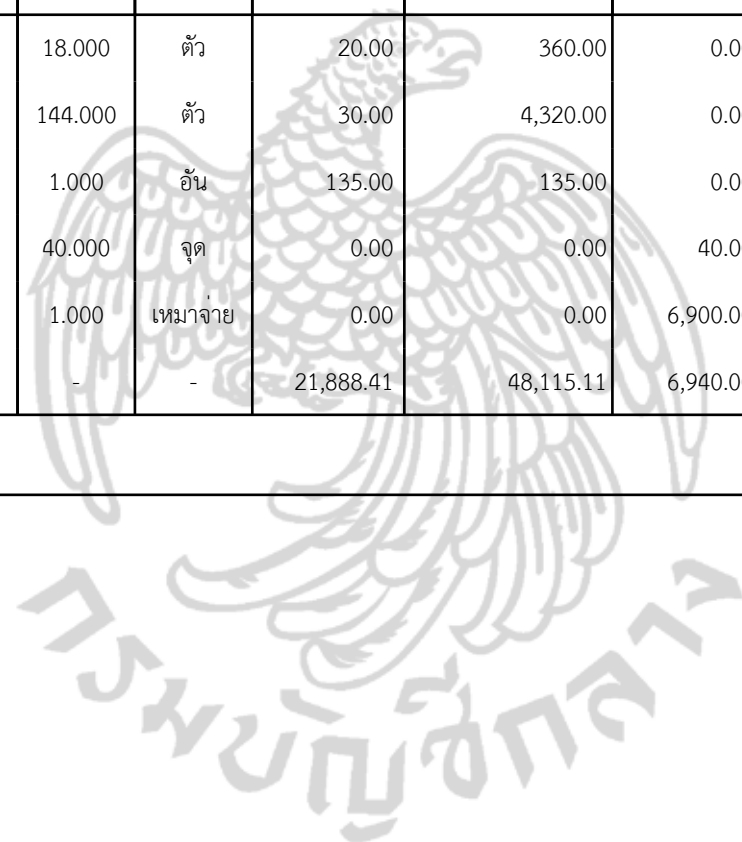 18.000 ตัว 20.00 360.00 0.0
144.000 ตัว 30.00 4,320.00 0.0
1.000 อัน 135.00 135.00 0.0
40.000 จุด 0.00 0.00 40.0
1.000 เหมาจ่าย 0.00 0.00 6,900.0
- - 21,888.41 48,115.11 6,940.0
กรมบัญชีกลาง